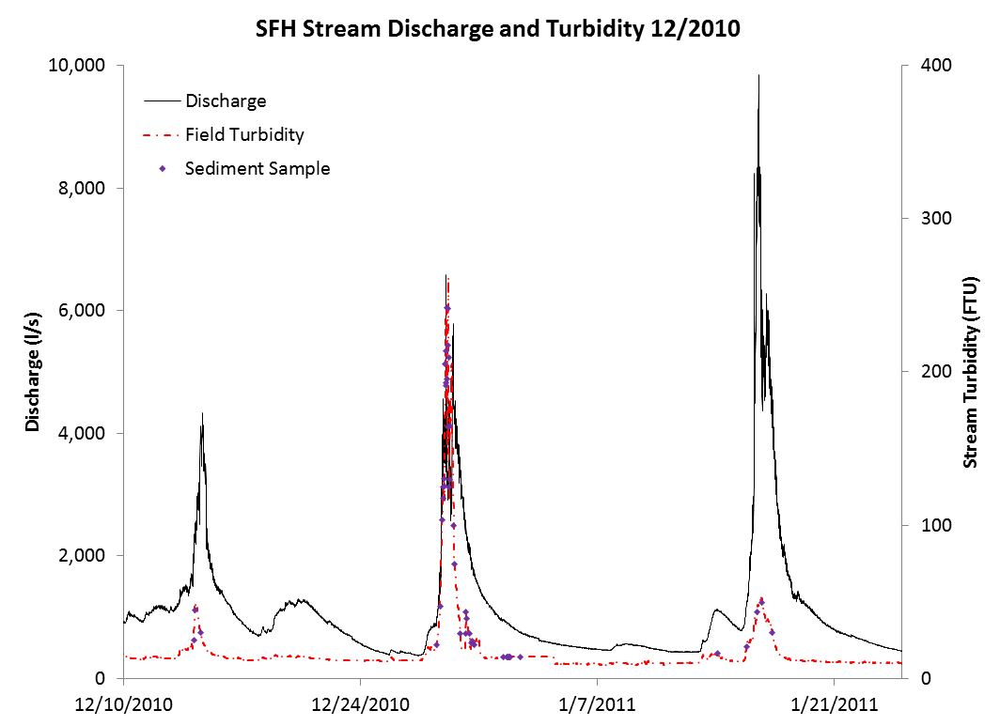 SFH Stream Discharge and Turbidity 12/2010
10,000
8,000
6,000
4,000
2,000
0
Discharge (l/s)
Discharge
Field Turbidity
Sediment Sample
400
300
200
100
0
Stream Turbidity (FTU)
12/10/2010
12/24/2010
1/7/2011
1/21/2011